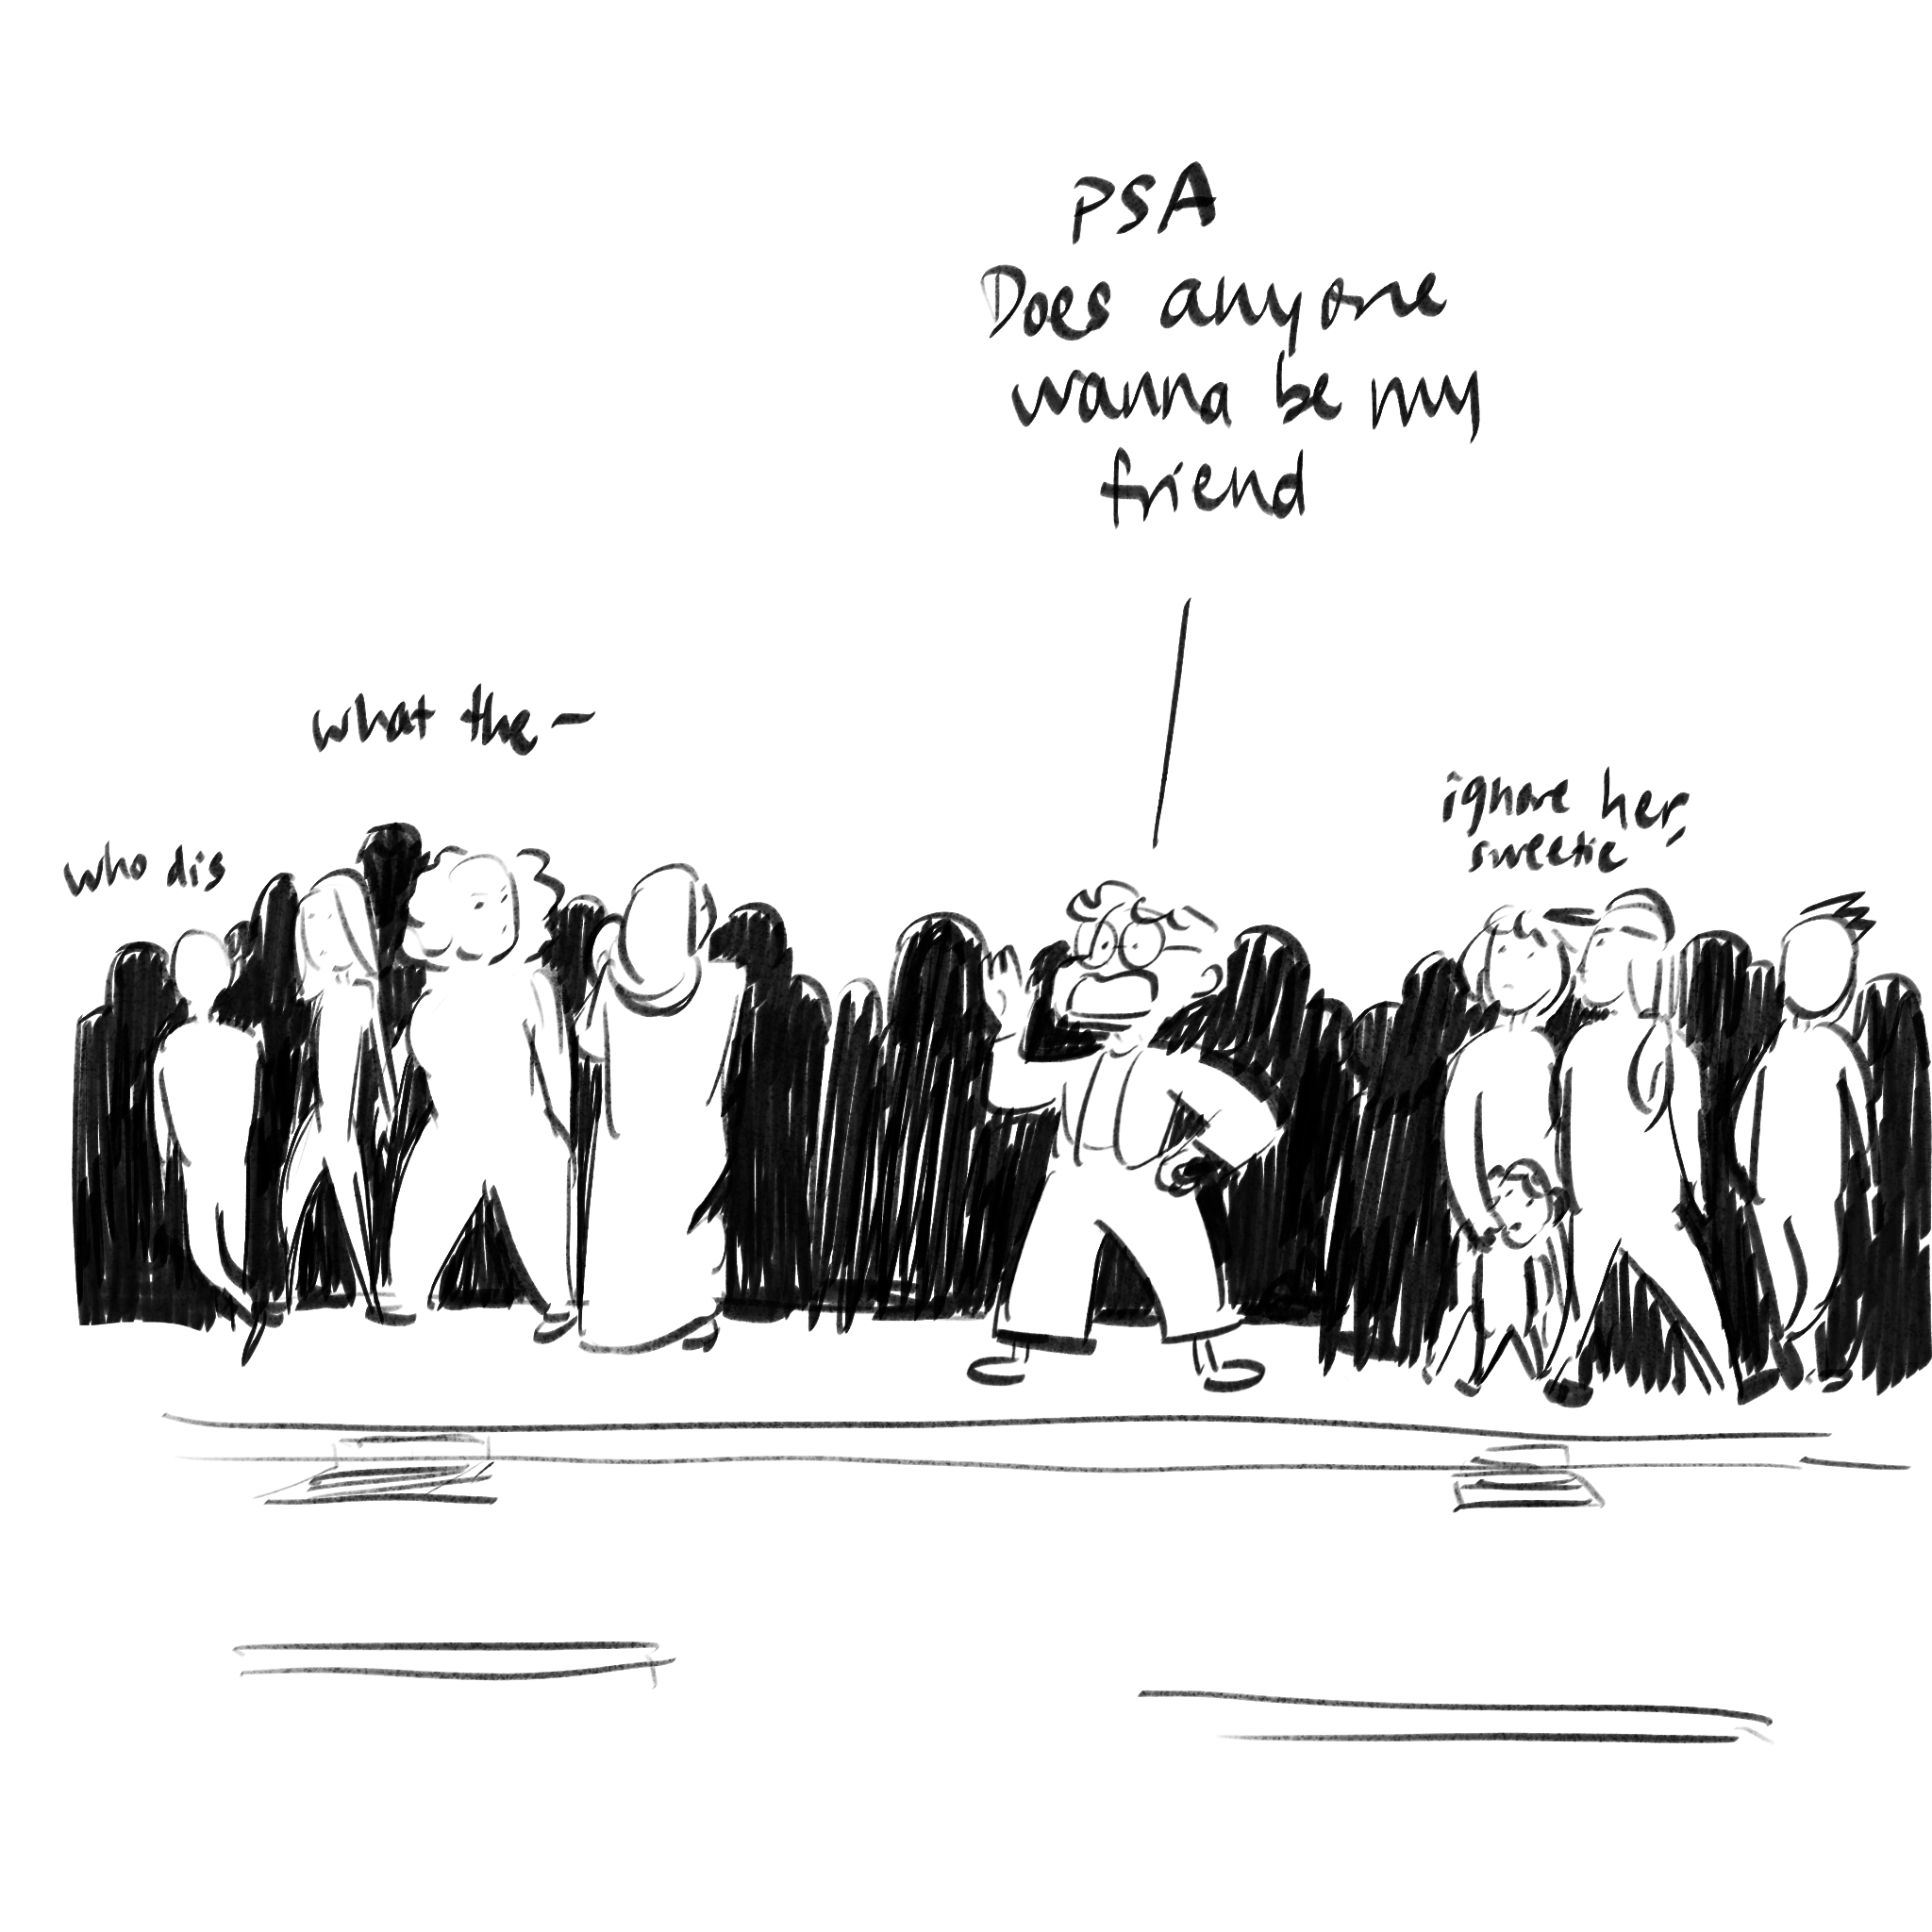 PSA
Does anyone
wanna be my
friend
what the—
who dis
ignore her,
sweetie